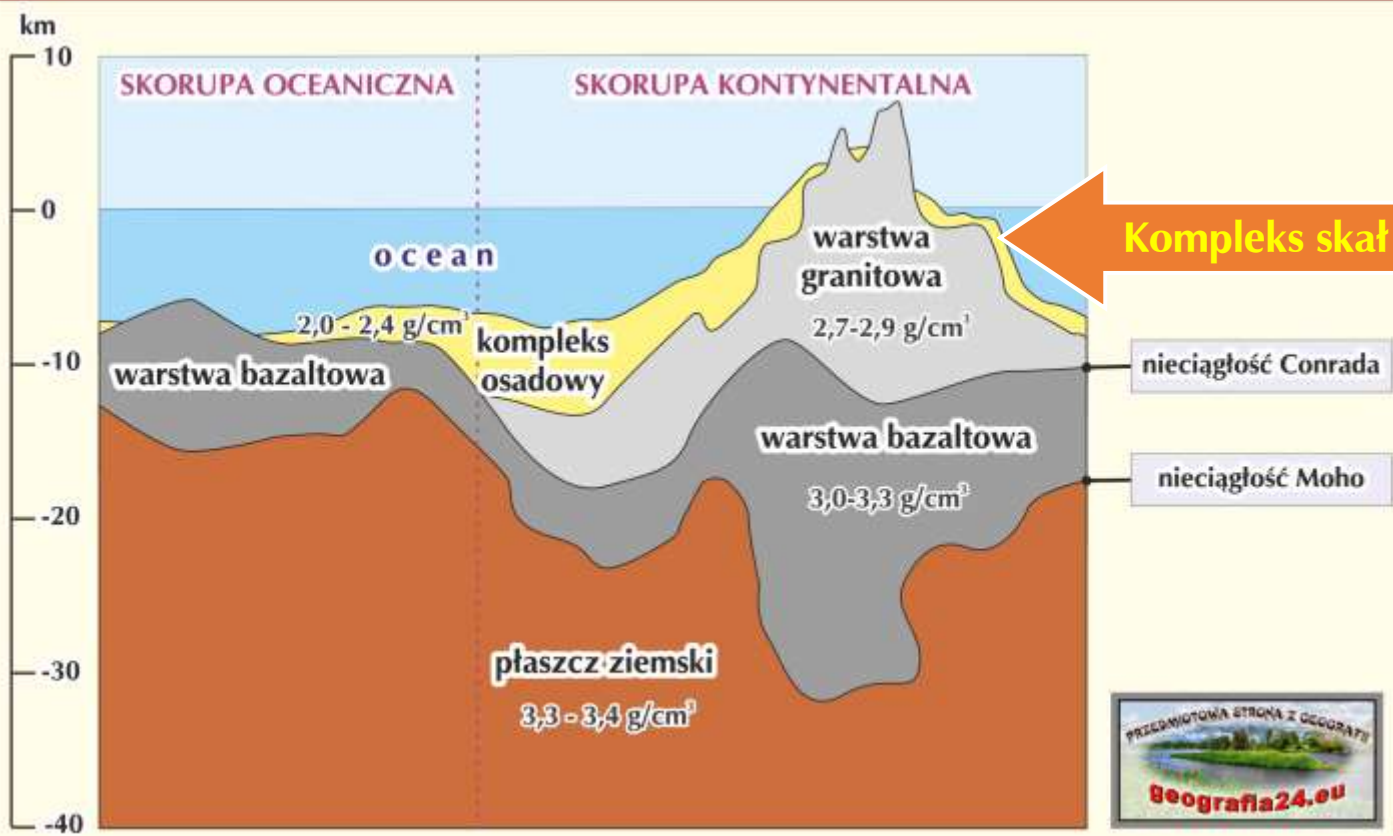 km
10
SKORUPA OCEANICZNA
SKORUPA KONTYNENTALNA
0
ocean
Kompleks skał
warstwa
granitowa
2,7-2,9 g/cm³
2,0 - 2,4 g/cm³
kompleks
osadowy
-10
warstwa bazaltowa
nieciągłość Conrada
warstwa bazaltowa
3,0-3,3 g/cm³
nieciągłość Moho
-20
płaszcz ziemski
3,3 - 3,4 g/cm³
-30
PRZEDMIOTOWA STRONA Z GEOGRAFII
geografia24.eu
-40